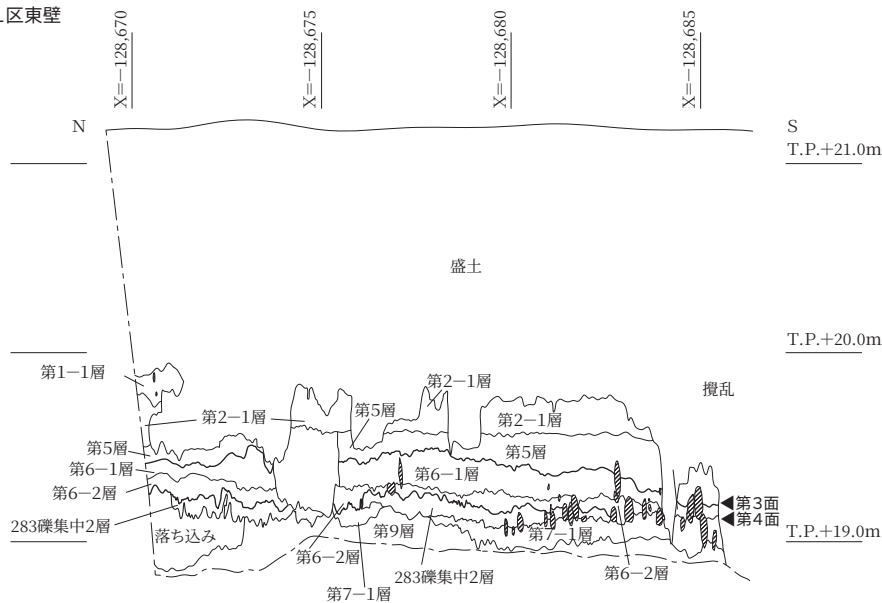 区東壁
X=−128,670
X=−128,675
X=−128,680
X=−128,685
N
S
T.P.+21.0m
盛土
T.P.+20.0m
第1−1層
第2−1層
攪乱
第2−1層
第5層
第2−1層
第5層
第5層
第6−1層
第6−1層
第6−2層
◀第3面
◀第4面
283礫集中2層
落ち込み
第9層
第7−1層
T.P.+19.0m
第6−2層
283礫集中2層
第6−2層
第7−1層